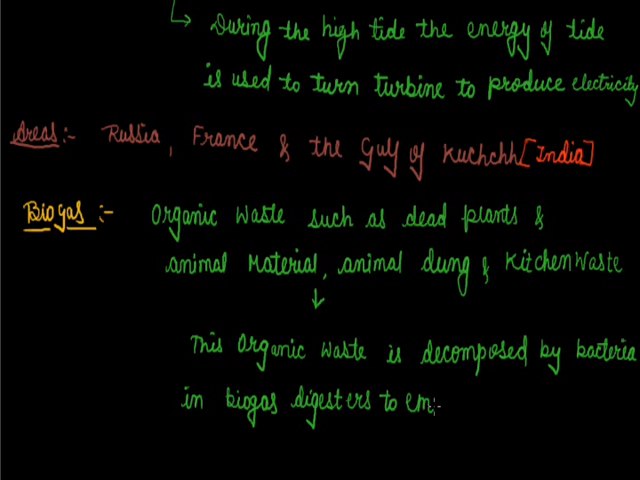 During the high tide the energy of tide
is used to turn turbine to produce electricity
Areas:- Russia, France & the Gulf of Kuchchh [India]
Biogas:- Organic waste such as dead plants &
animal Material, animal dung & Kitchen Waste
This organic waste is decomposed by bacteria
in biogas digesters to em